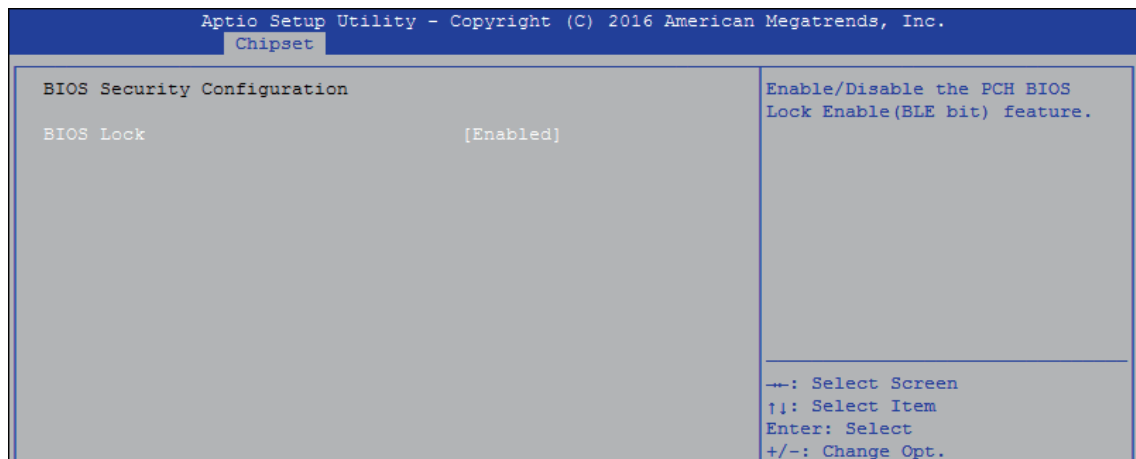 Aptio Setup Utility - Copyright (C) 2016 American Megatrends, Inc.
Chipset
BIOS Security Configuration
BIOS Lock [Enabled]
Enable/Disable the PCH BIOS
Lock Enable(BLE bit) feature.
→←: Select Screen
↑↓: Select Item
Enter: Select
+/-: Change Opt.